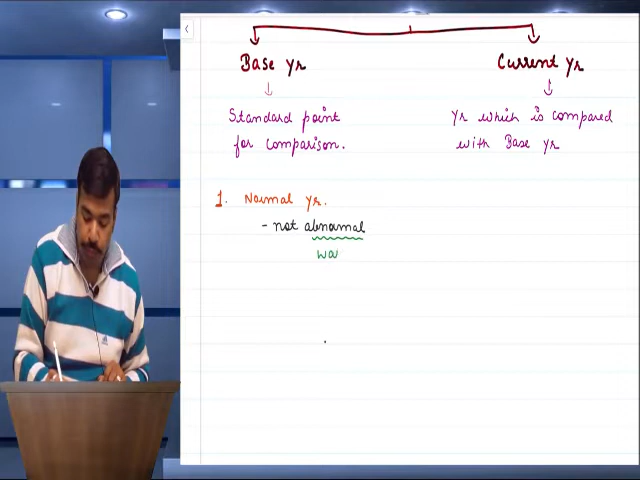 Base yr
Current yr
Standard point
for comparison.
Yr which is compared
with Base yr
1. Normal yr.
- not abnormal
wa